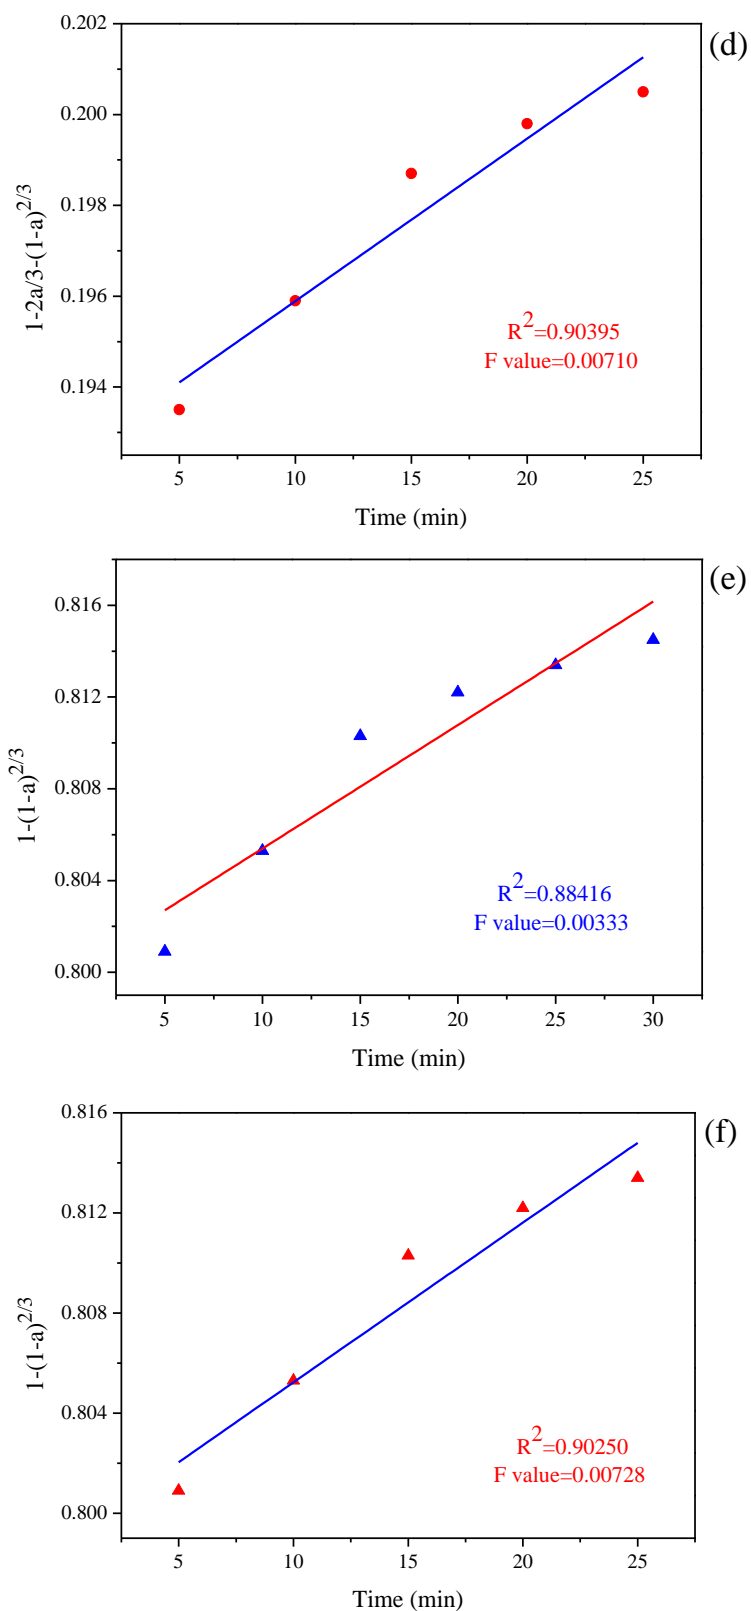 (d)
0.202
0.200
0.198
0.196
0.194
1-2a/3-(1-a)^2/3
R^2=0.90395
F value=0.00710
5 10 15 20 25
Time (min)
(e)
0.816
0.812
0.808
0.804
0.800
1-(1-a)^2/3
R^2=0.88416
F value=0.00333
5 10 15 20 25 30
Time (min)
(f)
0.816
0.812
0.808
0.804
0.800
1-(1-a)^2/3
R^2=0.90250
F value=0.00728
5 10 15 20 25
Time (min)